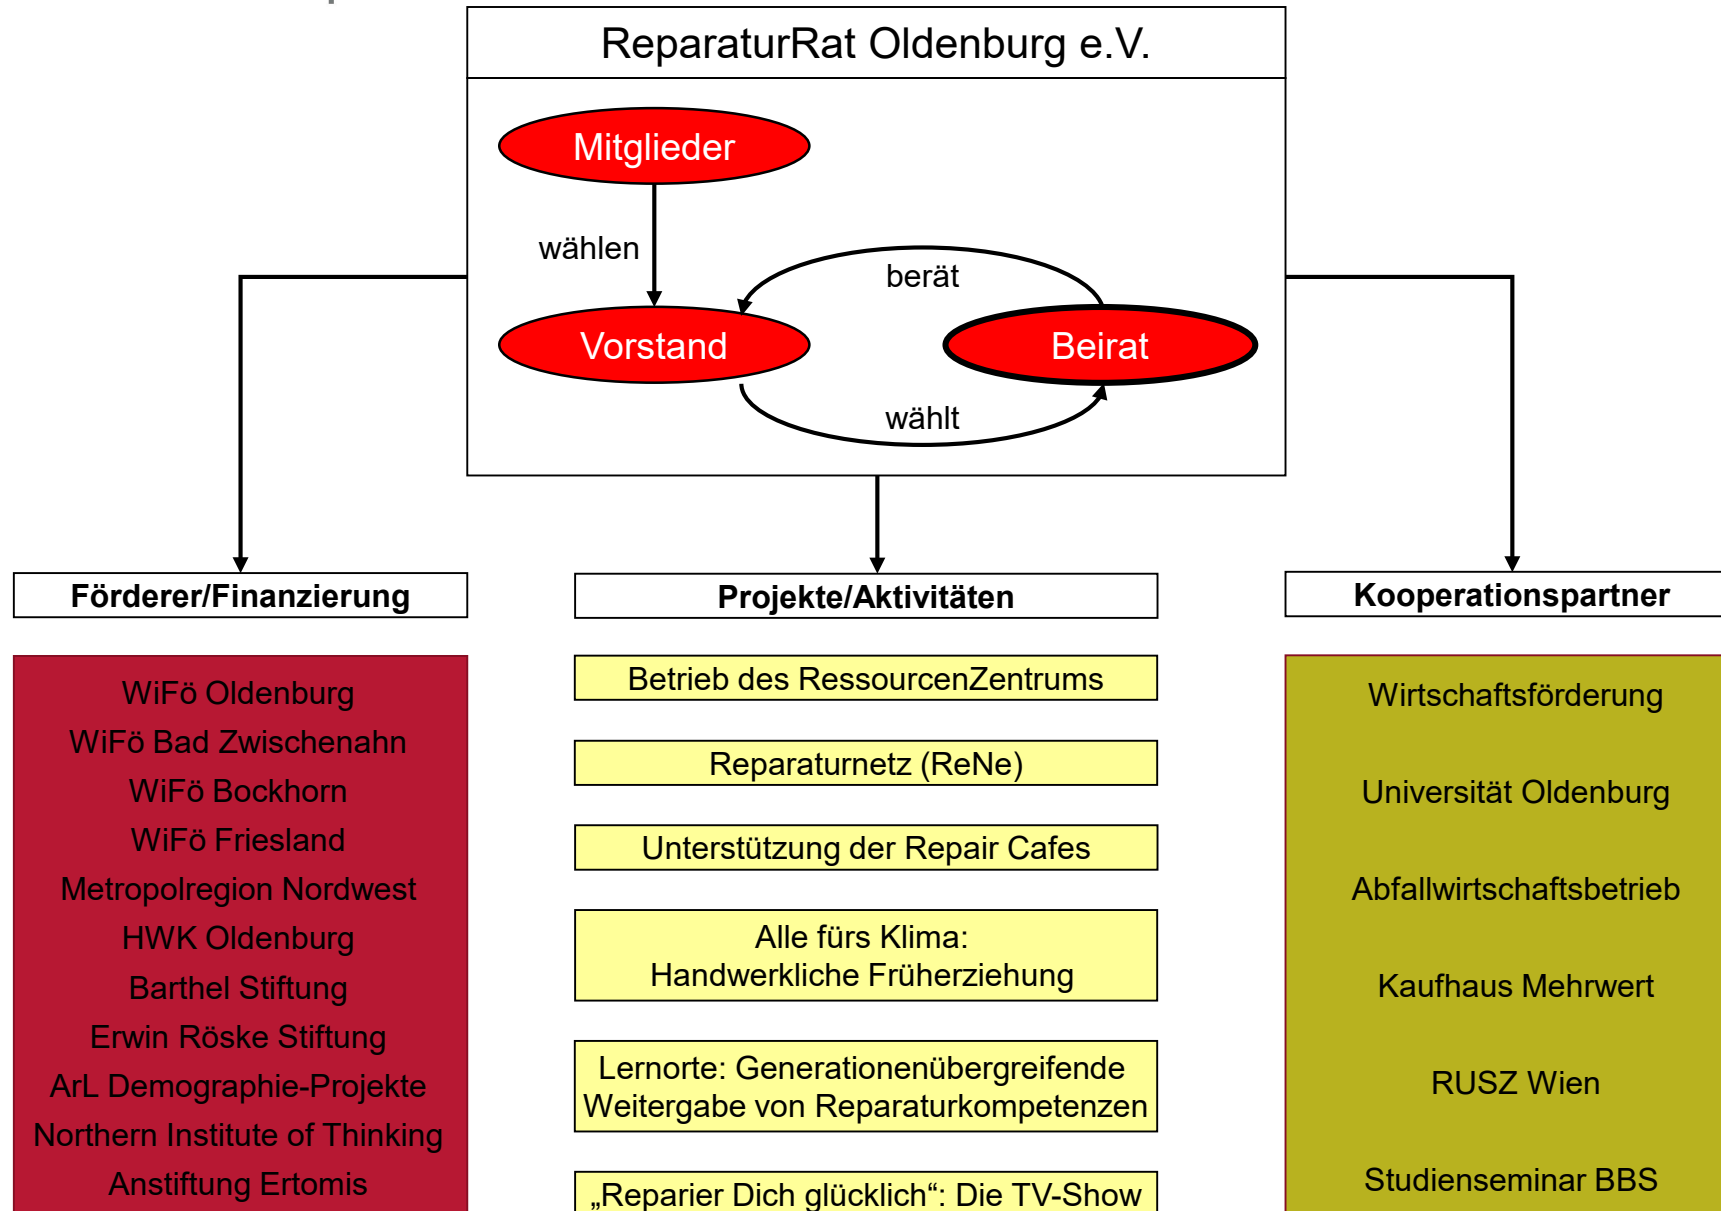 ReparaturRat Oldenburg e.V.
Mitglieder
wählen
berät
Vorstand
Beirat
wählt
Förderer/Finanzierung
WiFö Oldenburg
WiFö Bad Zwischenahn
WiFö Bockhorn
WiFö Friesland
Metropolregion Nordwest
HWK Oldenburg
Barthel Stiftung
Erwin Röske Stiftung
ArL Demographie-Projekte
Northern Institute of Thinking
Anstiftung Ertomis
Projekte/Aktivitäten
Betrieb des RessourcenZentrums
Reparaturnetz (ReNe)
Unterstützung der Repair Cafes
Alle fürs Klima:
Handwerkliche Früherziehung
Lernorte: Generationenübergreifende
Weitergabe von Reparaturkompetenzen
„Reparier Dich glücklich“: Die TV-Show
Kooperationspartner
Wirtschaftsförderung
Universität Oldenburg
Abfallwirtschaftsbetrieb
Kaufhaus Mehrwert
RUSZ Wien
Studienseminar BBS